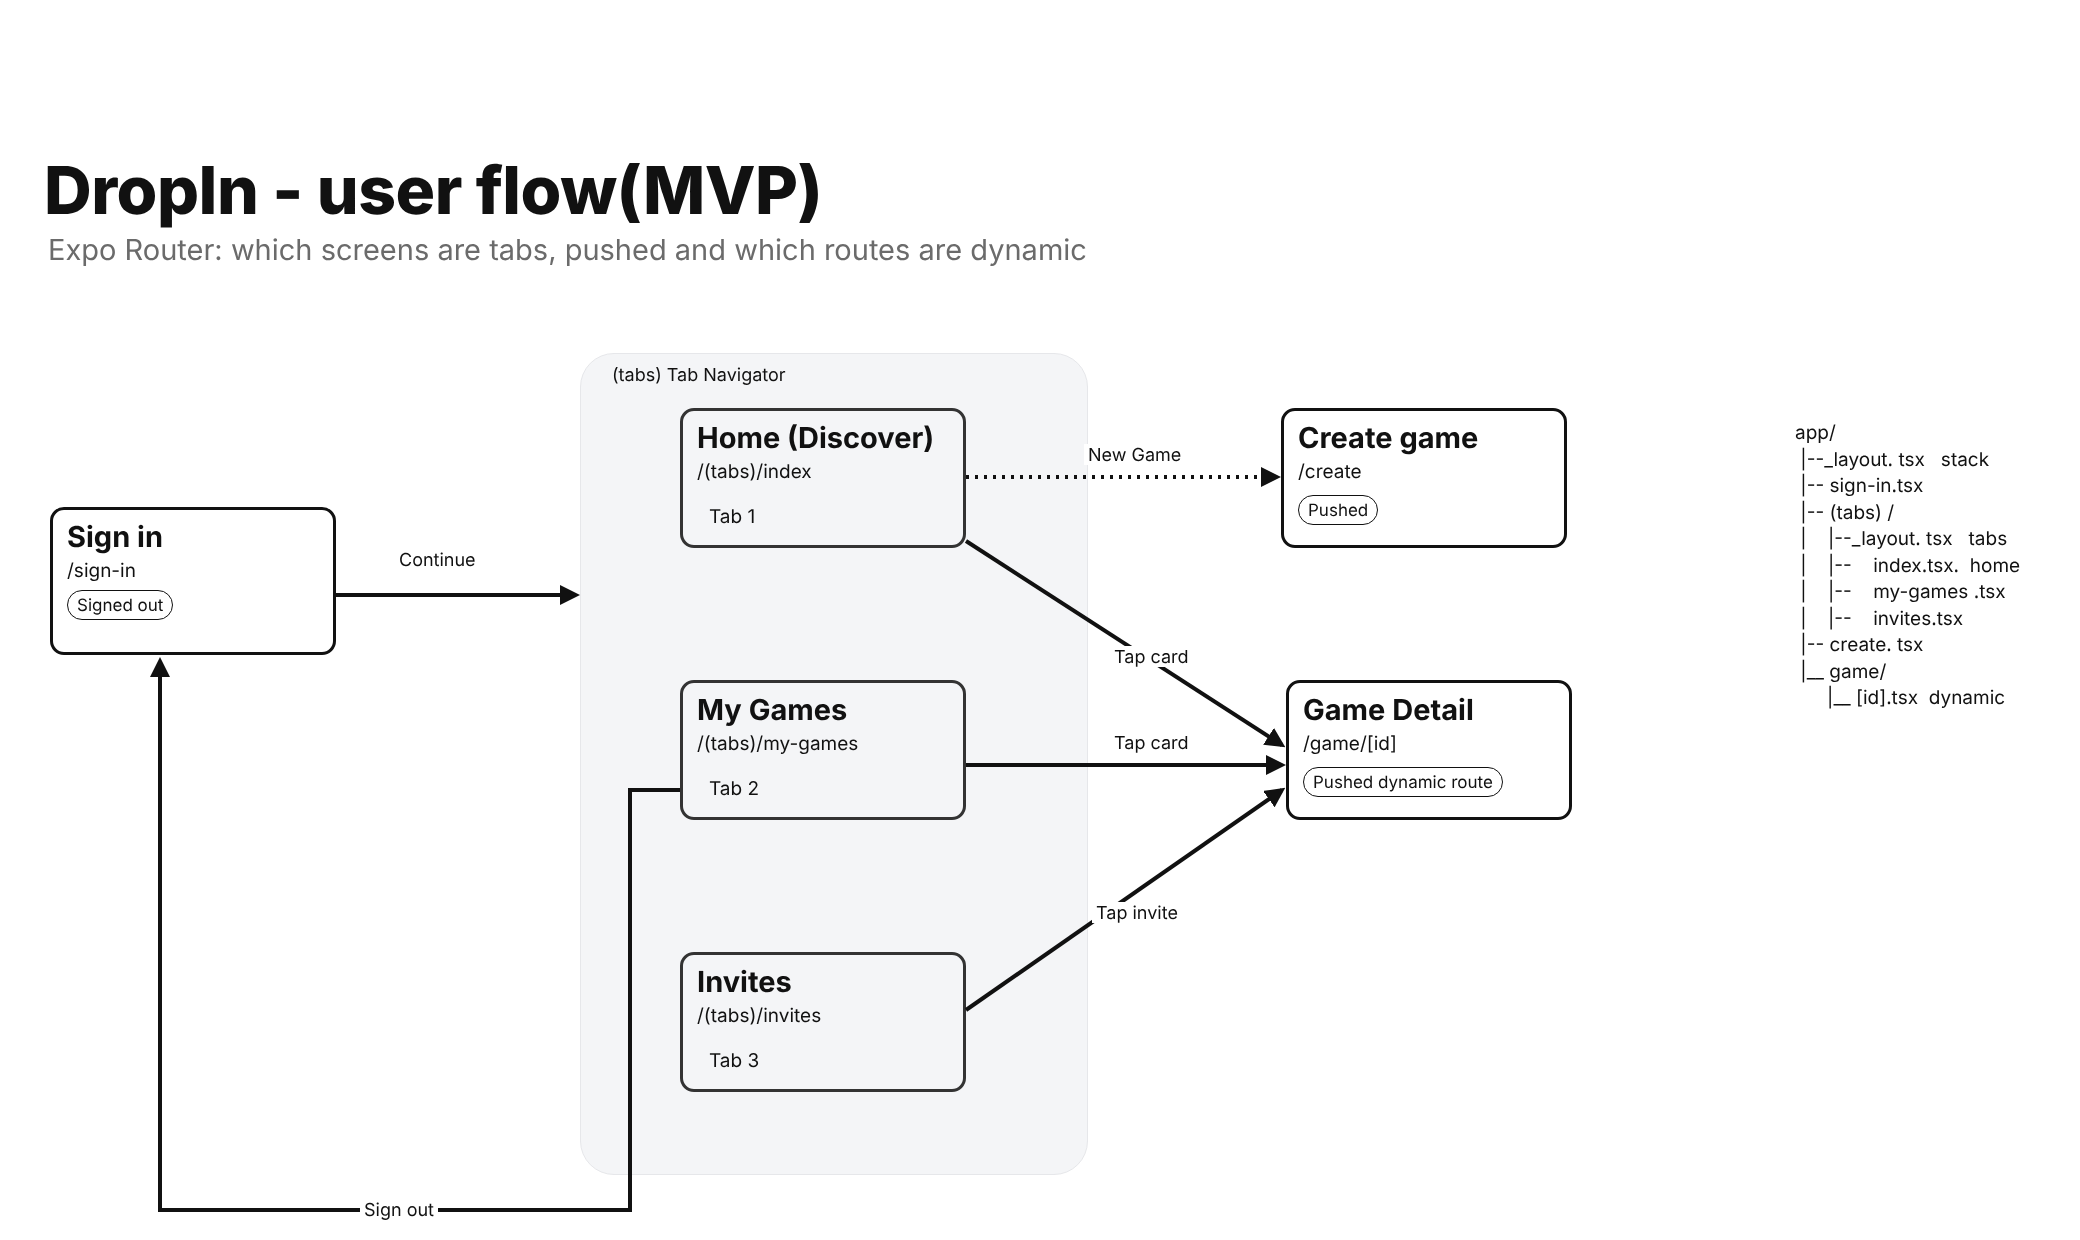 DropIn - user flow(MVP)
Expo Router: which screens are tabs, pushed and which routes are dynamic
(tabs) Tab Navigator
Home (Discover)
/(tabs)/index
Tab 1
New Game
Create game
/create
Pushed
Sign in
/sign-in
Signed out
Continue
Tap card
My Games
/(tabs)/my-games
Tab 2
Tap card
Game Detail
/game/[id]
Pushed dynamic route
Tap invite
Invites
/(tabs)/invites
Tab 3
Sign out
app/
|--_layout. tsx   stack
|-- sign-in.tsx
|-- (tabs) /
|    |--_layout. tsx   tabs
|    |--    index.tsx.  home
|    |--    my-games .tsx
|    |--    invites.tsx
|-- create. tsx
|__ game/
     |__ [id].tsx  dynamic